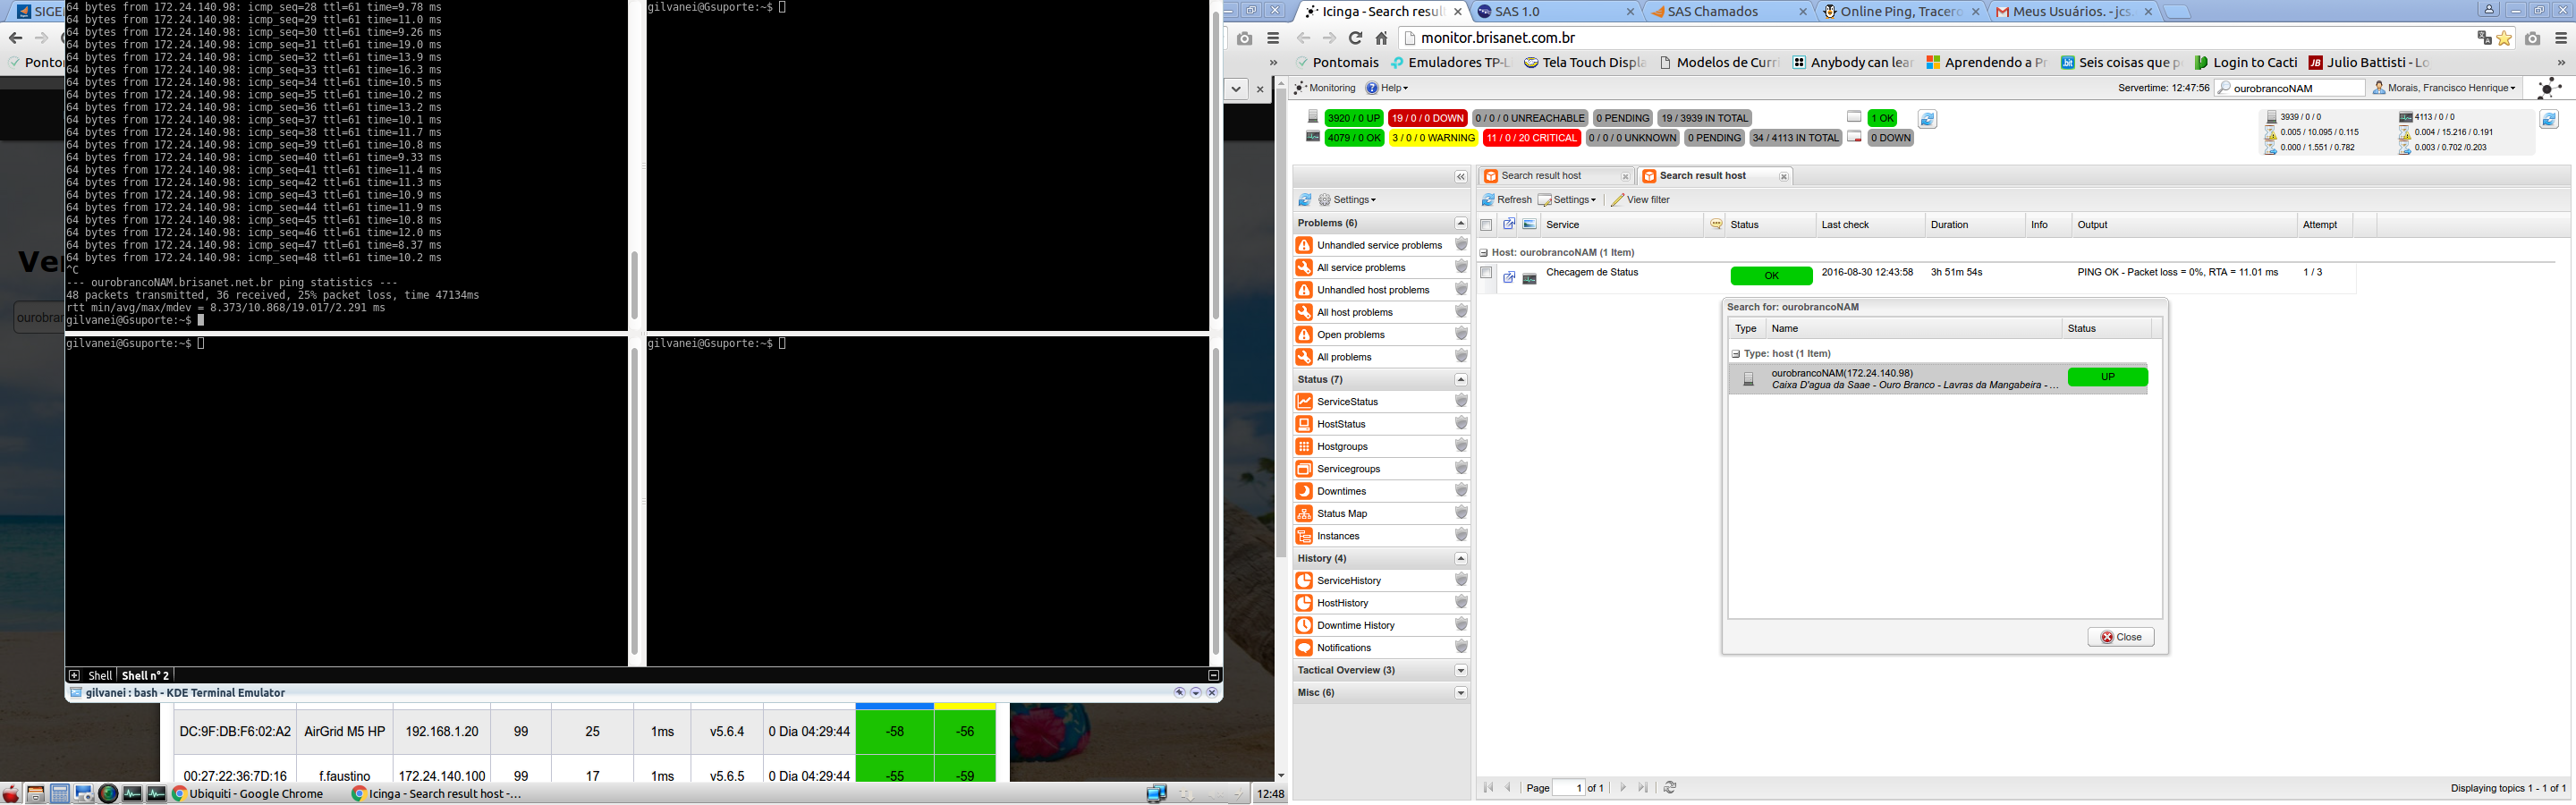 SIGE
64 bytes from 172.24.140.98: icmp_seq=28 ttl=61 time=9.78 ms
64 bytes from 172.24.140.98: icmp_seq=29 ttl=61 time=11.0 ms
64 bytes from 172.24.140.98: icmp_seq=30 ttl=61 time=9.26 ms
64 bytes from 172.24.140.98: icmp_seq=31 ttl=61 time=19.0 ms
64 bytes from 172.24.140.98: icmp_seq=32 ttl=61 time=13.9 ms
64 bytes from 172.24.140.98: icmp_seq=33 ttl=61 time=16.3 ms
64 bytes from 172.24.140.98: icmp_seq=34 ttl=61 time=10.5 ms
64 bytes from 172.24.140.98: icmp_seq=35 ttl=61 time=10.2 ms
64 bytes from 172.24.140.98: icmp_seq=36 ttl=61 time=13.2 ms
64 bytes from 172.24.140.98: icmp_seq=37 ttl=61 time=10.1 ms
64 bytes from 172.24.140.98: icmp_seq=38 ttl=61 time=11.7 ms
64 bytes from 172.24.140.98: icmp_seq=39 ttl=61 time=10.8 ms
64 bytes from 172.24.140.98: icmp_seq=40 ttl=61 time=9.33 ms
64 bytes from 172.24.140.98: icmp_seq=41 ttl=61 time=11.4 ms
64 bytes from 172.24.140.98: icmp_seq=42 ttl=61 time=11.3 ms
64 bytes from 172.24.140.98: icmp_seq=43 ttl=61 time=10.9 ms
64 bytes from 172.24.140.98: icmp_seq=44 ttl=61 time=11.9 ms
64 bytes from 172.24.140.98: icmp_seq=45 ttl=61 time=10.8 ms
64 bytes from 172.24.140.98: icmp_seq=46 ttl=61 time=12.0 ms
64 bytes from 172.24.140.98: icmp_seq=47 ttl=61 time=8.37 ms
64 bytes from 172.24.140.98: icmp_seq=48 ttl=61 time=10.2 ms
^C
--- ourobrancoNAM.brisanet.net.br ping statistics ---
48 packets transmitted, 36 received, 25% packet loss, time 47134ms
rtt min/avg/max/mdev = 8.373/10.868/19.017/2.291 ms
gilvanei@Gsuporte:~$
gilvanei@Gsuporte:~$
gilvanei@Gsuporte:~$
gilvanei@Gsuporte:~$
Pontom
Ve
ourobran
Shell Shell n° 2
gilvanei : bash - KDE Terminal Emulator
DC:9F:DB:F6:02:A2 AirGrid M5 HP 192.168.1.20 99 25 1ms v5.6.4 0 Dia 04:29:44 -58 -56
00:27:22:36:7D:16 f.faustino 172.24.140.100 99 17 1ms v5.6.5 0 Dia 04:29:44 -55 -59
Ubiquiti - Google Chrome Icinga - Search result host -... 12:48
Icinga - Search resul SAS 1.0 SAS Chamados Online Ping, Tracero Meus Usuários. - jcs.
monitor.brisanet.com.br
Pontomais Emuladores TP-L Tela Touch Displa Modelos de Curri Anybody can lear Aprendendo a Pr Seis coisas que p Login to Cacti Julio Battisti - Lo
Monitoring Help Servertime: 12:47:56 ourobrancoNAM Morais, Francisco Henrique
3920 / 0 UP 19 / 0 / 0 DOWN 0 / 0 / 0 UNREACHABLE 0 PENDING 19 / 3939 IN TOTAL 1 OK
4079 / 0 OK 3 / 0 / 0 WARNING 11 / 0 / 20 CRITICAL 0 / 0 / 0 UNKNOWN 0 PENDING 34 / 4113 IN TOTAL 0 DOWN
3939 / 0 / 0 4113 / 0 / 0
0.005 / 10.095 / 0.115 0.004 / 15.216 / 0.191
0.000 / 1.551 / 0.782 0.003 / 0.702 /0.203
Settings
Problems (6)
Unhandled service problems
All service problems
Unhandled host problems
All host problems
Open problems
All problems
Status (7)
ServiceStatus
HostStatus
Hostgroups
Servicegroups
Downtimes
Status Map
Instances
History (4)
ServiceHistory
HostHistory
Downtime History
Notifications
Tactical Overview (3)
Misc (6)
Search result host Search result host
Refresh Settings View filter
Service Status Last check Duration Info Output Attempt
Host: ourobrancoNAM (1 Item)
Checagem de Status OK 2016-08-30 12:43:58 3h 51m 54s PING OK - Packet loss = 0%, RTA = 11.01 ms 1 / 3
Search for: ourobrancoNAM
Type Name Status
Type: host (1 Item)
ourobrancoNAM(172.24.140.98) UP
Caixa D'agua da Saae - Ouro Branco - Lavras da Mangabeira - ...
Close
Page 1 of 1 Displaying topics 1 - 1 of 1